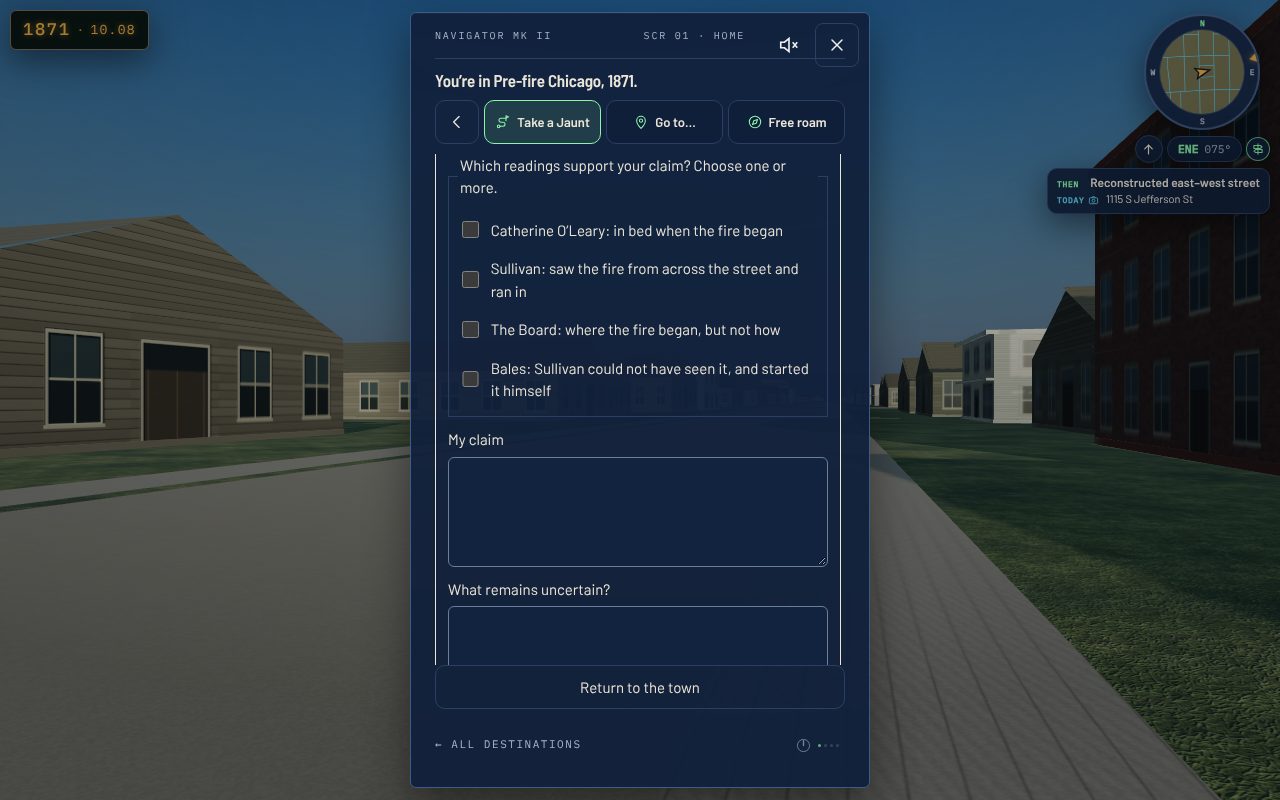 1871 · 10.08
NAVIGATOR MK II
SCR 01 · HOME
You're in Pre-fire Chicago, 1871.
Take a Jaunt
Go to…
Free roam
Which readings support your claim? Choose one or
more.
Catherine O'Leary: in bed when the fire began
Sullivan: saw the fire from across the street and
ran in
The Board: where the fire began, but not how
Bales: Sullivan could not have seen it, and started
it himself
My claim
What remains uncertain?
Return to the town
← ALL DESTINATIONS
N
W
E
S
ENE 075°
THEN Reconstructed east–west street
TODAY 1115 S Jefferson St